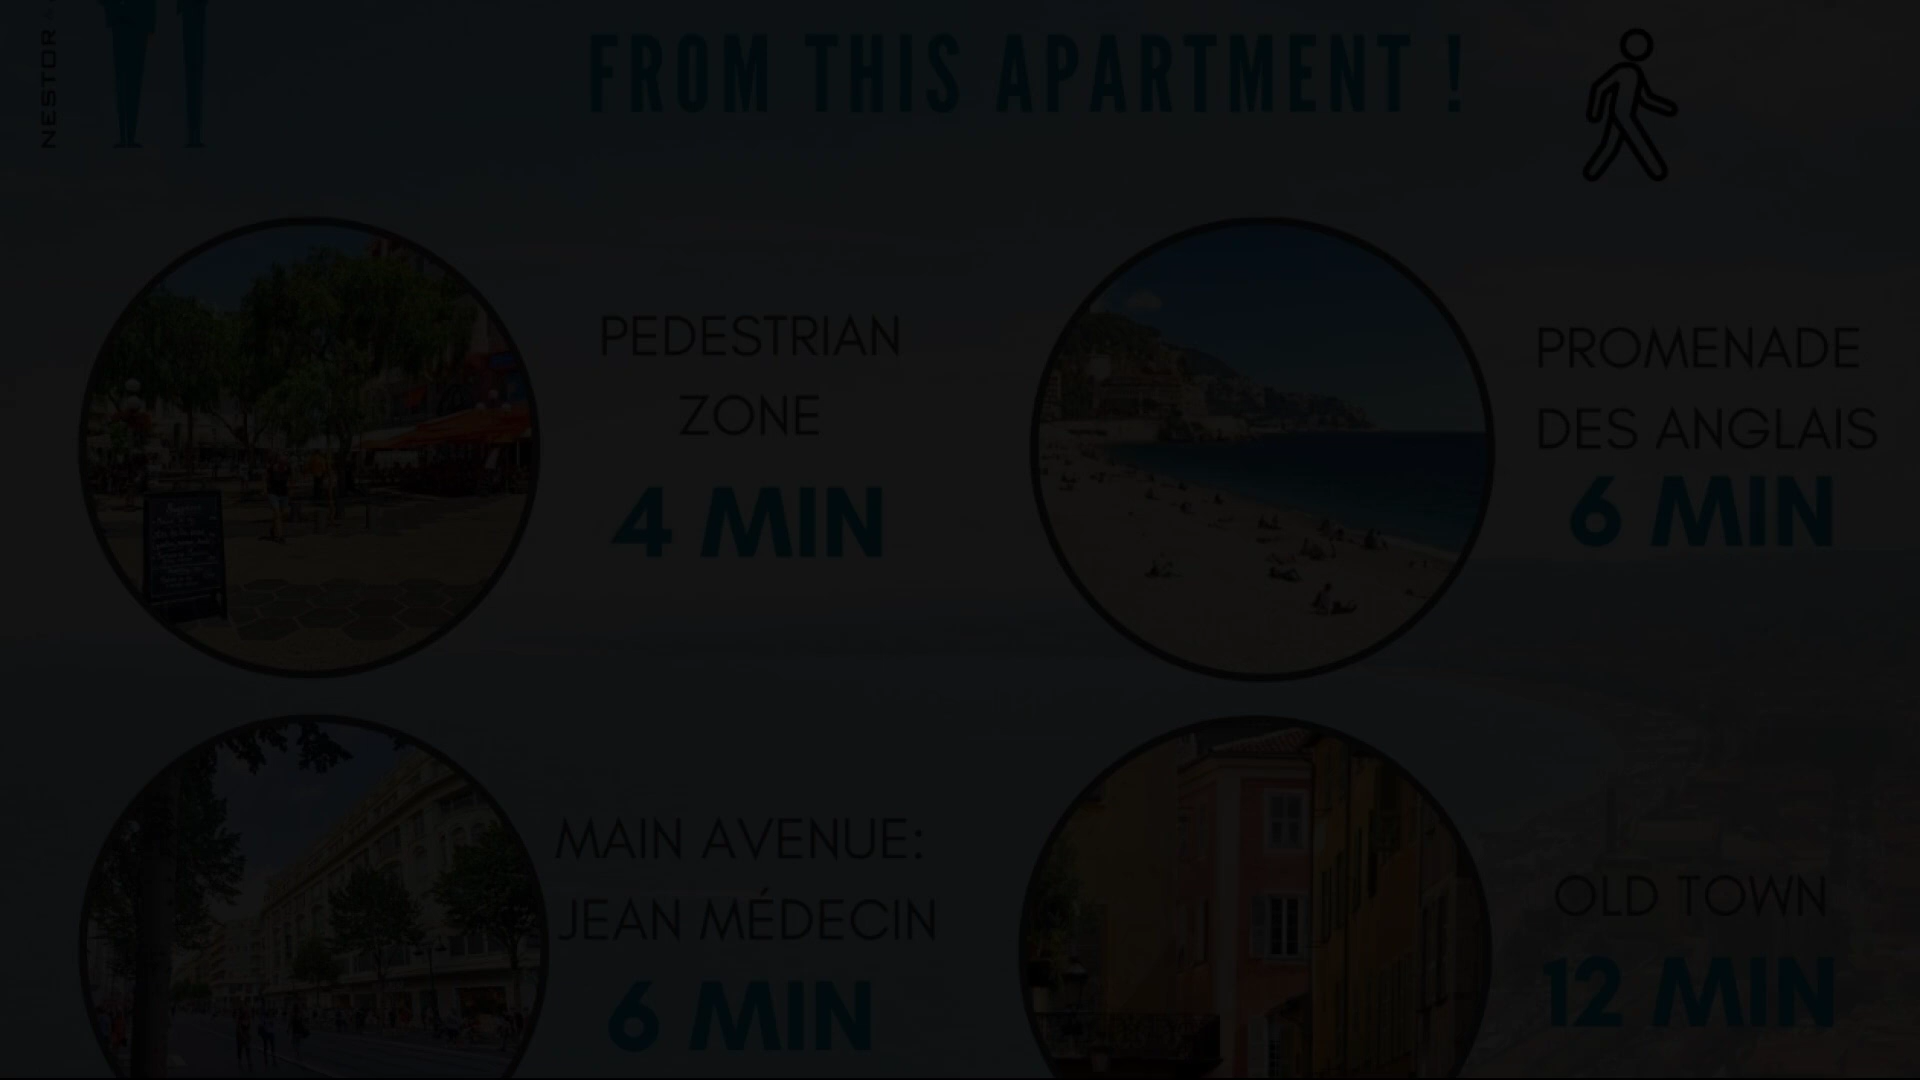 NESTOR
FROM THIS APARTMENT !
PEDESTRIAN
ZONE
4 MIN
PROMENADE
DES ANGLAIS
6 MIN
MAIN AVENUE:
JEAN MÉDECIN
6 MIN
OLD TOWN
12 MIN